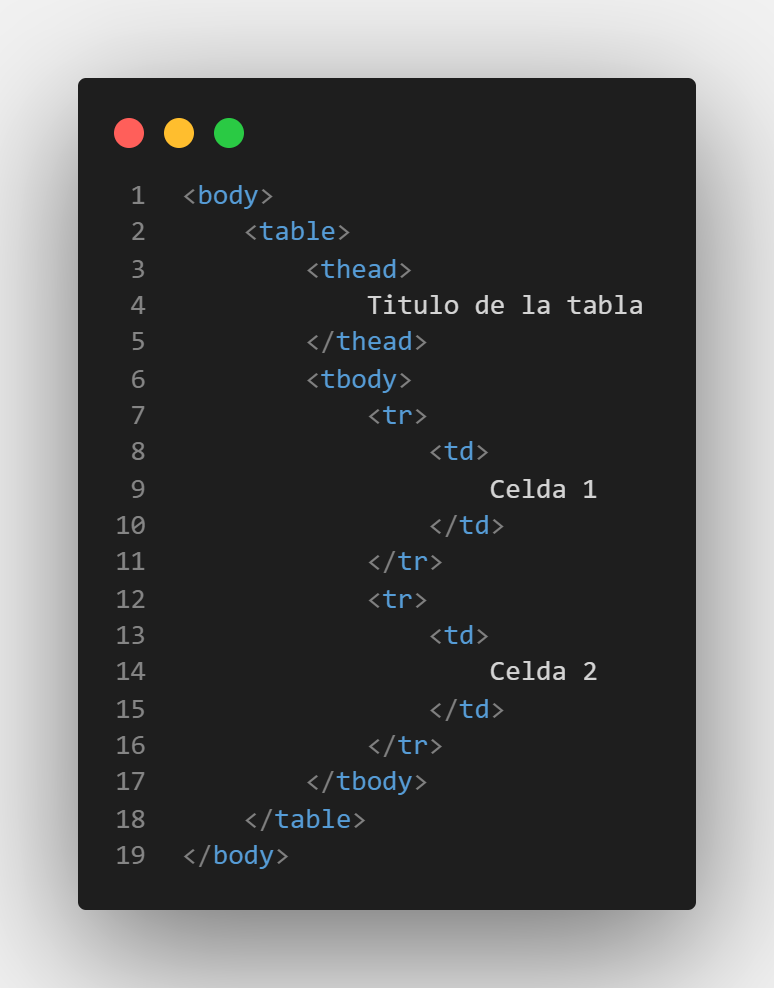 1 <body>
2     <table>
3         <thead>
4             Titulo de la tabla
5         </thead>
6         <tbody>
7             <tr>
8                 <td>
9                     Celda 1
10                 </td>
11             </tr>
12             <tr>
13                 <td>
14                     Celda 2
15                 </td>
16             </tr>
17         </tbody>
18     </table>
19 </body>